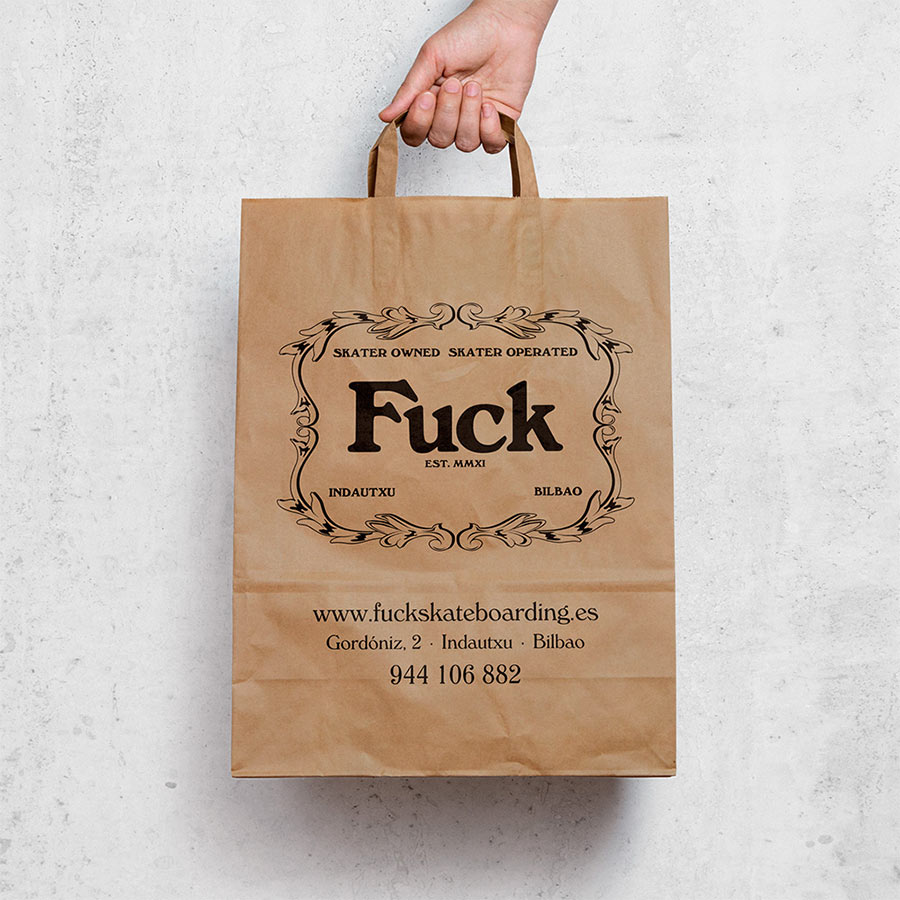 SKATER OWNED SKATER OPERATED
Fuck
EST. MMXI
INDAUTXU BILBAO
www.fuckskateboarding.es
Gordóniz, 2 · Indautxu · Bilbao
944 106 882